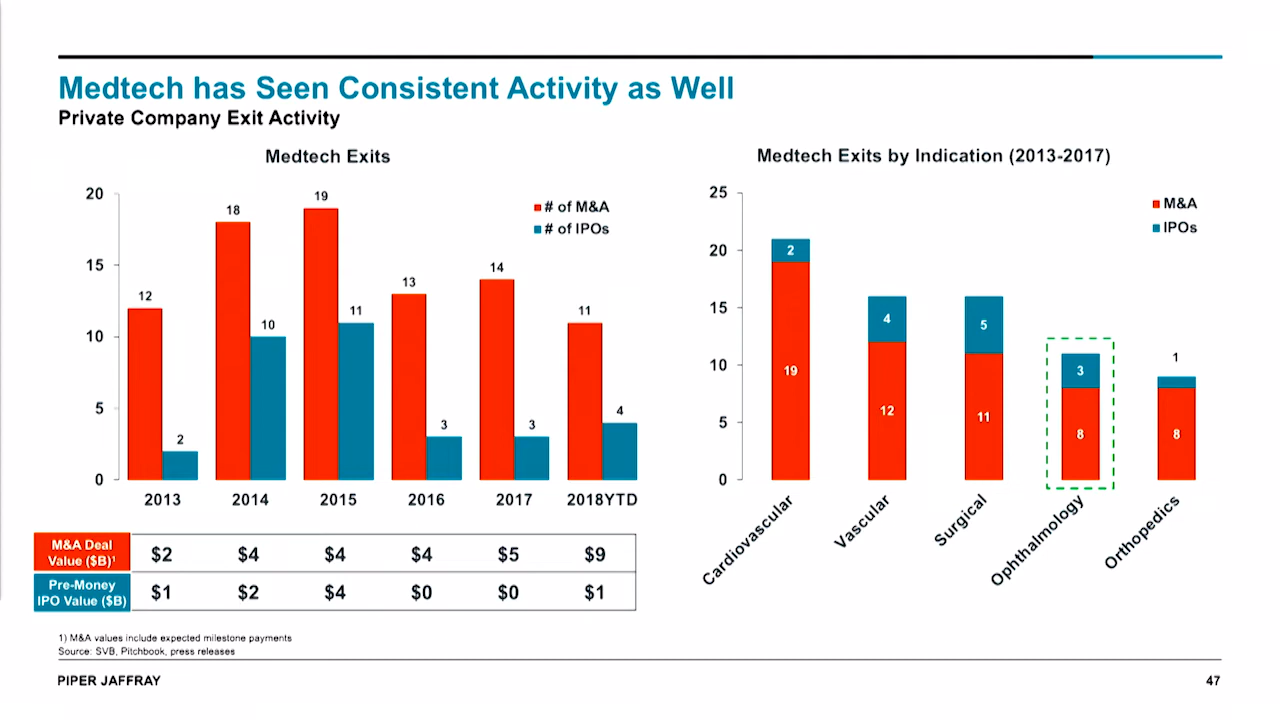 Medtech has Seen Consistent Activity as Well
Private Company Exit Activity
Medtech Exits
20
15
10
5
0
# of M&A
# of IPOs
12
2
18
10
19
11
13
3
14
3
11
4
2013
2014
2015
2016
2017
2018YTD
M&A Deal
Value ($B)¹
$2
$4
$4
$4
$5
$9
Pre-Money
IPO Value ($B)
$1
$2
$4
$0
$0
$1
Medtech Exits by Indication (2013-2017)
25
20
15
10
5
0
M&A
IPOs
2
19
4
12
5
11
3
8
1
8
Cardiovascular
Vascular
Surgical
Ophthalmology
Orthopedics
1) M&A values include expected milestone payments
Source: SVB, Pitchbook, press releases
PIPER JAFFRAY
47